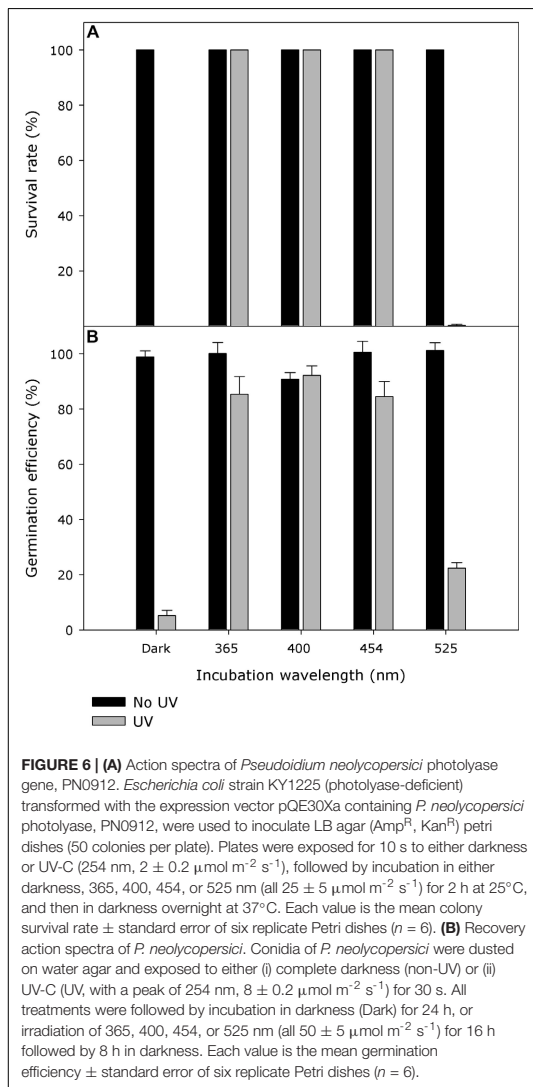 A
100
80
60
40
20
Survival rate (%)
B
100
80
60
40
20
0
Germination efficiency (%)
Dark 365 400 454 525
Incubation wavelength (nm)
No UV
UV
FIGURE 6 | (A) Action spectra of Pseudoidium neolycopersici photolyase
gene, PN0912. Escherichia coli strain KY1225 (photolyase-deficient)
transformed with the expression vector pQE30Xa containing P. neolycopersici
photolyase, PN0912, were used to inoculate LB agar (Amp^R, Kan^R) petri
dishes (50 colonies per plate). Plates were exposed for 10 s to either darkness
or UV-C (254 nm, 2 ± 0.2 μmol m-2 s-1), followed by incubation in either
darkness, 365, 400, 454, or 525 nm (all 25 ± 5 μmol m-2 s-1) for 2 h at 25°C,
and then in darkness overnight at 37°C. Each value is the mean colony
survival rate ± standard error of six replicate Petri dishes (n = 6). (B) Recovery
action spectra of P. neolycopersici. Conidia of P. neolycopersici were dusted
on water agar and exposed to either (i) complete darkness (non-UV) or (ii)
UV-C (UV, with a peak of 254 nm, 8 ± 0.2 μmol m-2 s-1) for 30 s. All
treatments were followed by incubation in darkness (Dark) for 24 h, or
irradiation of 365, 400, 454, or 525 nm (all 50 ± 5 μmol m-2 s-1) for 16 h
followed by 8 h in darkness. Each value is the mean germination
efficiency ± standard error of six replicate Petri dishes (n = 6).